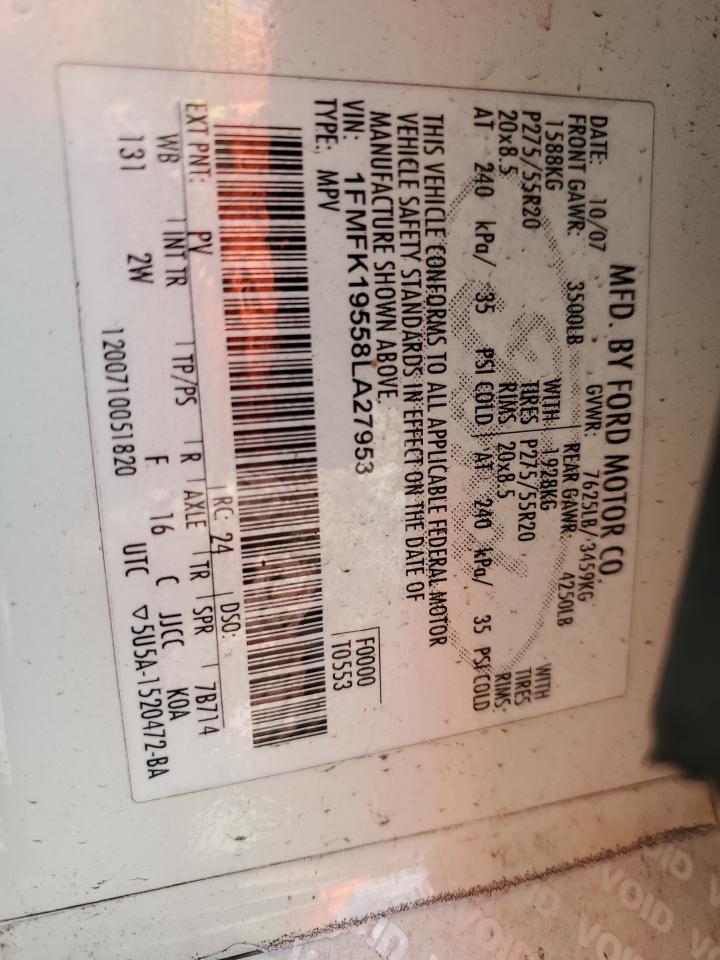 MFD. BY FORD MOTOR CO.
DATE: 10/07 GVWR: 7625LB/3459KG
FRONT GAWR: 3500LB REAR GAWR: 4250LB
1588KG WITH 1928KG WITH
P275/55R20 TIRES P275/55R20 TIRES
20x8.5 RIMS 20x8.5 RIMS:
AT 240 kPa/ 35 PSI COLD AT 240 kPa/ 35 PSI COLD
THIS VEHICLE CONFORMS TO ALL APPLICABLE FEDERAL MOTOR
VEHICLE SAFETY STANDARDS IN EFFECT ON THE DATE OF
MANUFACTURE SHOWN ABOVE.
VIN: 1FMFK19558LA27953 F0000
TYPE: MPV T0553
EXT PNT: PV RC: 24 DSO:
WB INT TR TP/PS R AXLE TR SPR 7B714
131 2W F 16 C JJCC KOA
1200710051820 UTC ▽5U5A-1520472-BA
VOID VOID VOID VOID VOID